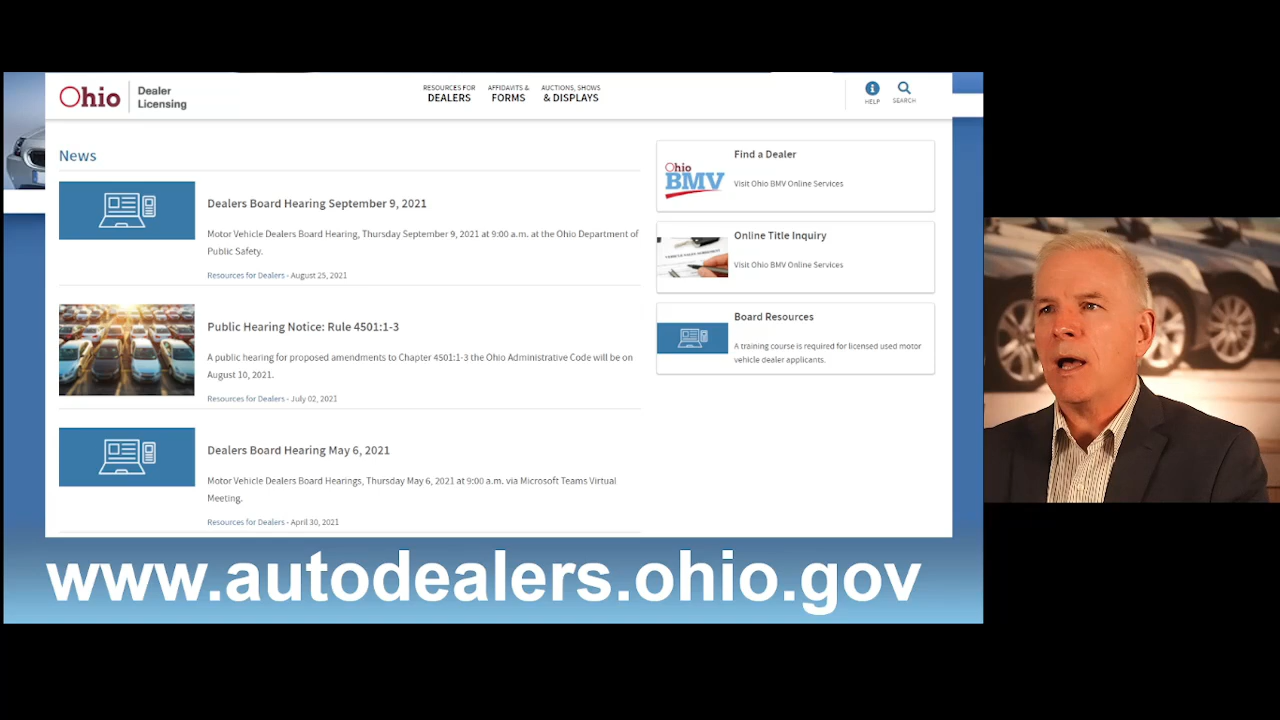 Ohio
Dealer
Licensing
RESOURCES FOR
DEALERS
AFFIDAVITS &
FORMS
AUCTIONS, SHOWS
& DISPLAYS
HELP
SEARCH
News
Dealers Board Hearing September 9, 2021
Motor Vehicle Dealers Board Hearing, Thursday September 9, 2021 at 9:00 a.m. at the Ohio Department of
Public Safety.
Resources for Dealers - August 25, 2021
Public Hearing Notice: Rule 4501:1-3
A public hearing for proposed amendments to Chapter 4501:1-3 the Ohio Administrative Code will be on
August 10, 2021.
Resources for Dealers - July 02, 2021
Dealers Board Hearing May 6, 2021
Motor Vehicle Dealers Board Hearings, Thursday May 6, 2021 at 9:00 a.m. via Microsoft Teams Virtual
Meeting.
Resources for Dealers - April 30, 2021
Ohio
BMV
Find a Dealer
Visit Ohio BMV Online Services
Online Title Inquiry
Visit Ohio BMV Online Services
Board Resources
A training course is required for licensed used motor
vehicle dealer applicants.
www.autodealers.ohio.gov